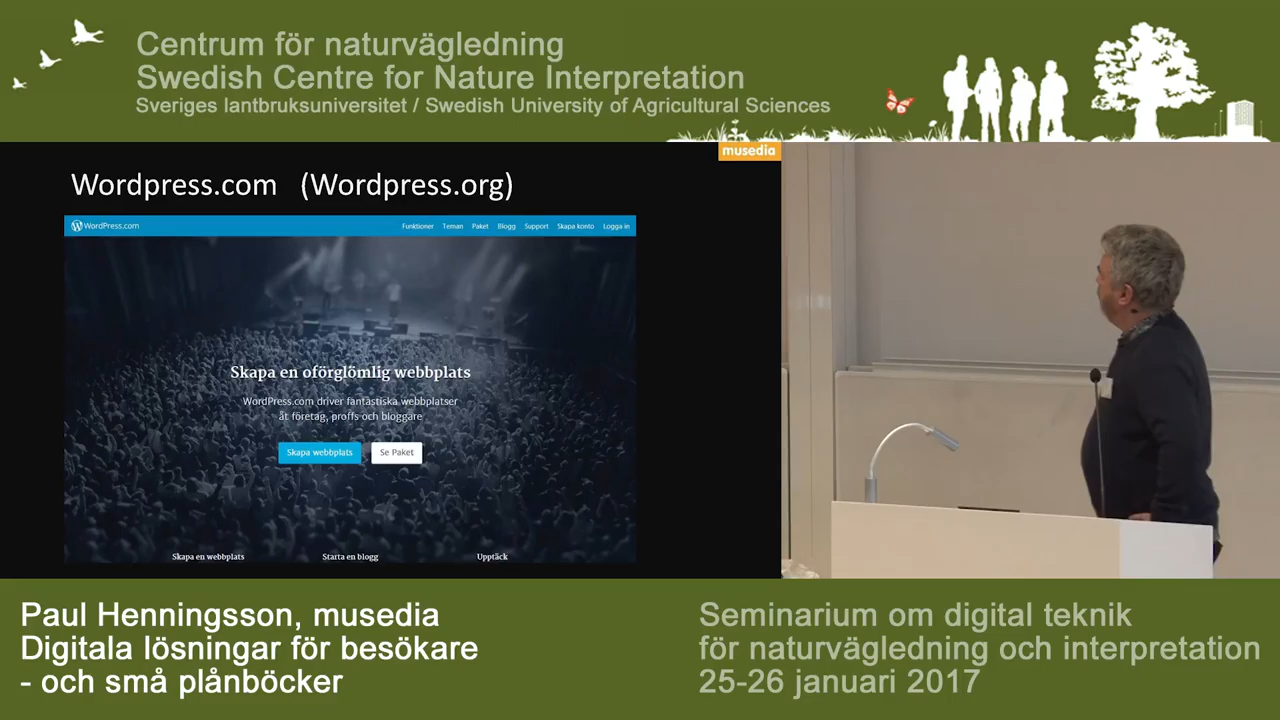 Centrum för naturvägledning
Swedish Centre for Nature Interpretation
Sveriges lantbruksuniversitet / Swedish University of Agricultural Sciences
musedia
Wordpress.com (Wordpress.org)
WordPress.com Funktioner Teman Paket Blogg Support Skapa konto Logga in
Skapa en oförglömlig webbplats
WordPress.com driver fantastiska webbplatser
åt företag, proffs och bloggare
Skapa webbplats Se Paket
Skapa en webbplats Starta en blogg Upptäck
Paul Henningsson, musedia
Digitala lösningar för besökare
- och små plånböcker
Seminarium om digital teknik
för naturvägledning och interpretation
25-26 januari 2017